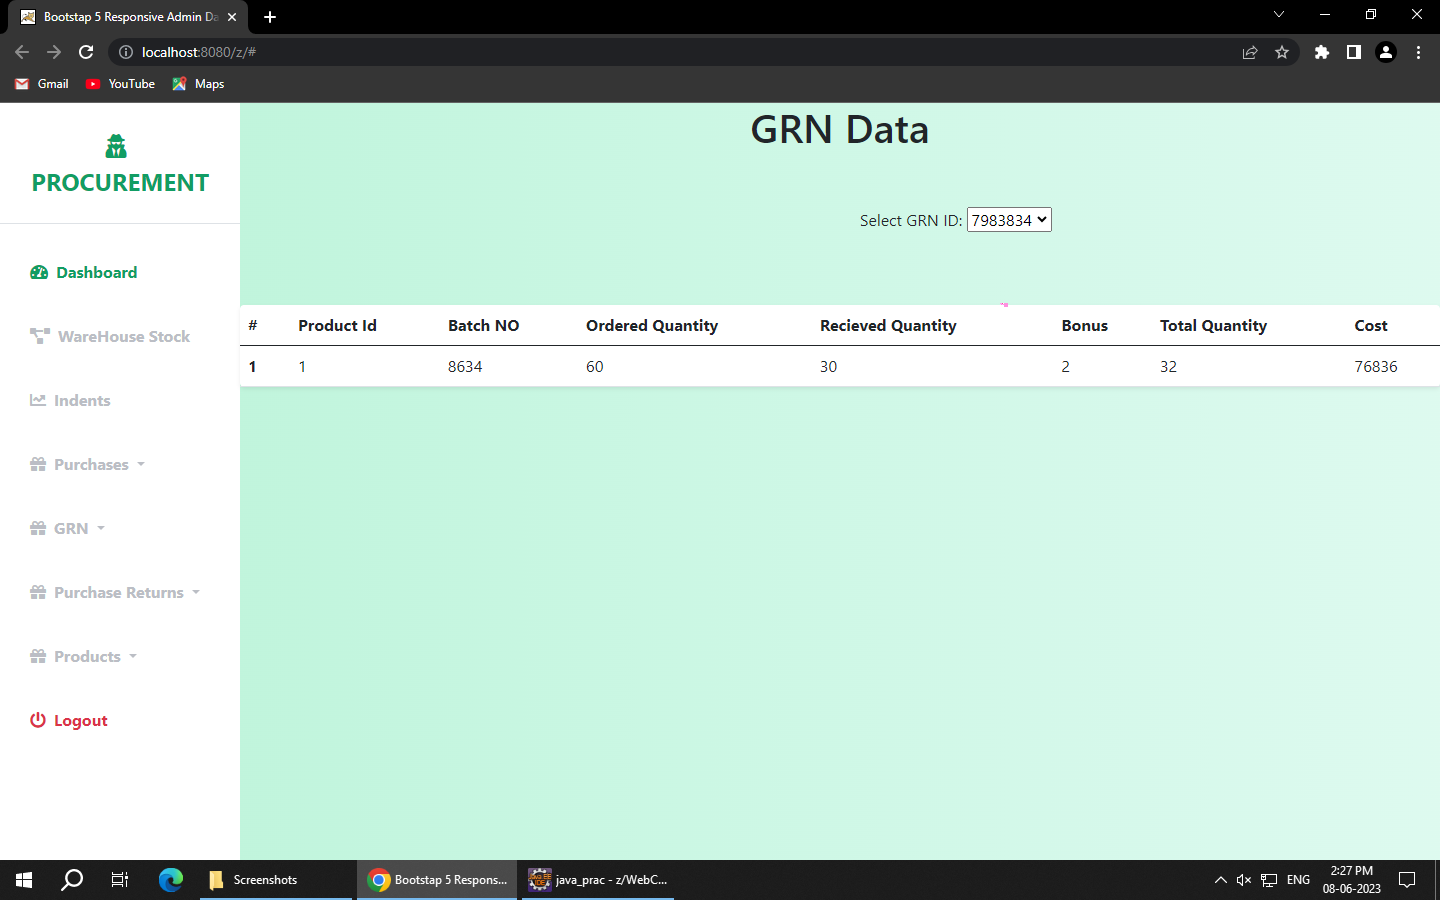 Bootstap 5 Responsive Admin Da
localhost:8080/z/#
Gmail YouTube Maps
PROCUREMENT
Dashboard
WareHouse Stock
Indents
Purchases
GRN
Purchase Returns
Products
Logout
GRN Data
Select GRN ID: 7983834
# Product Id Batch NO Ordered Quantity Recieved Quantity Bonus Total Quantity Cost
1 1 8634 60 30 2 32 76836
Screenshots
Bootstap 5 Respons...
java_prac - z/WebC...
ENG
2:27 PM
08-06-2023